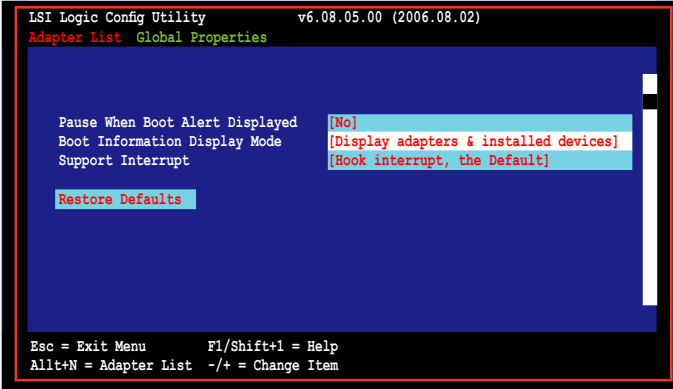 LSI Logic Config Utility v6.08.05.00 (2006.08.02)
Adapter List Global Properties
Pause When Boot Alert Displayed [No]
Boot Information Display Mode [Display adapters & installed devices]
Support Interrupt [Hook interrupt, the Default]
Restore Defaults
Esc = Exit Menu F1/Shift+1 = Help
Allt+N = Adapter List -/+ = Change Item